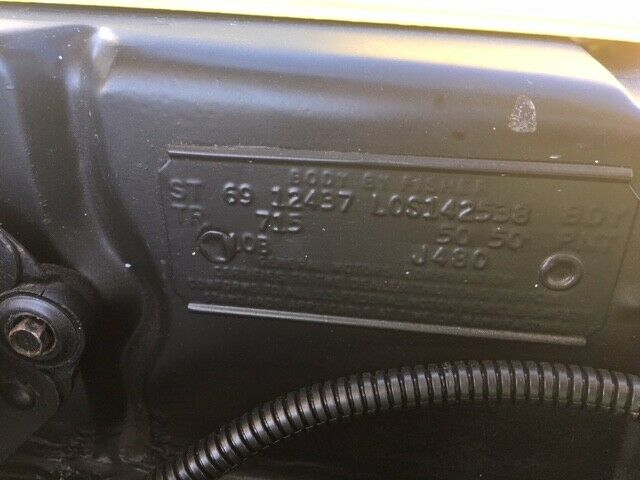 BODY BY FISHER
ST 69 12437 LOS142538 BDY
TR 715 50 50 PNT
10B J480